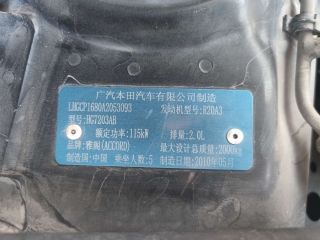 广汽本田汽车有限公司制造
LHGCP1680A2053093 发动机型号:R20A3
型号:HG7203AB
额定功率:115kW 排量:2.0L
品牌:雅阁(ACCORD) 最大设计总质量:2000kg
制造国:中国 乘坐人数:5 制造日期:2010年05月